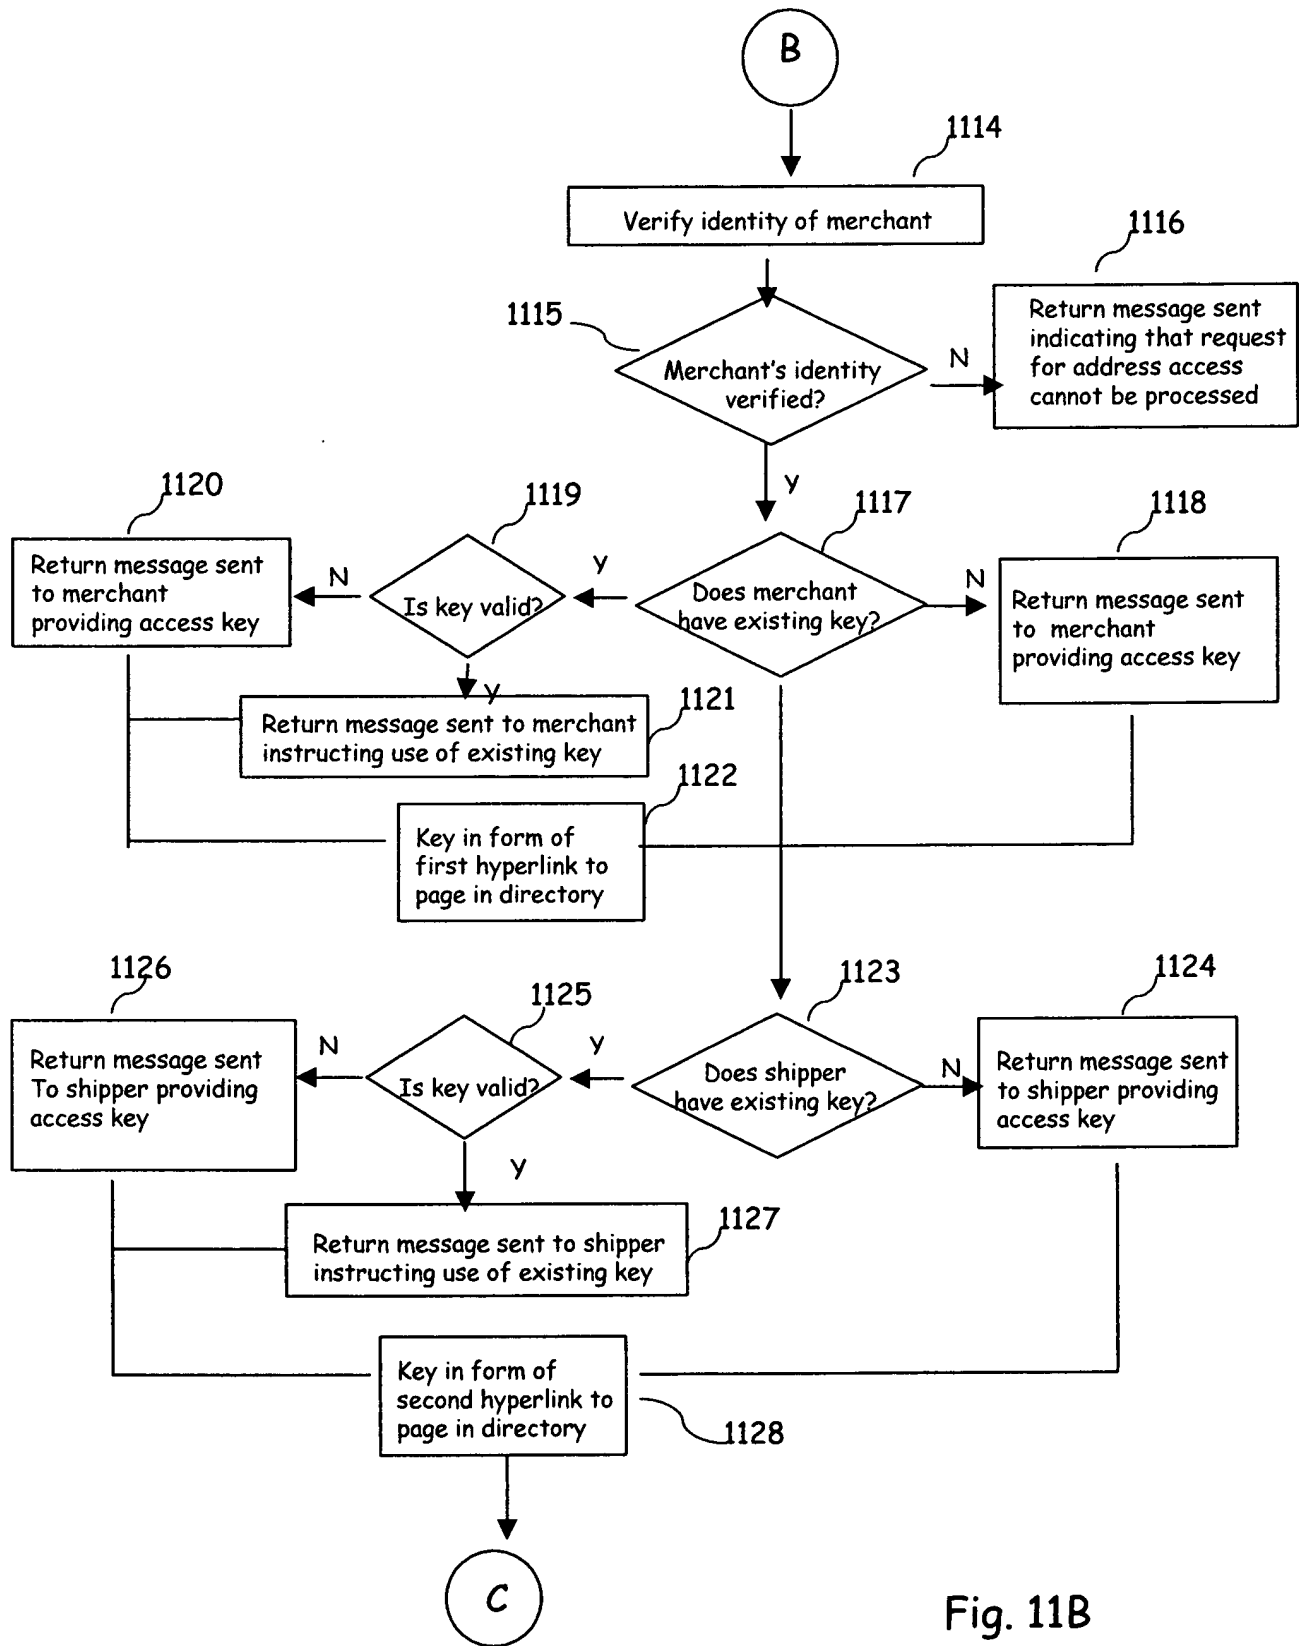 B
1114
Verify identity of merchant
1116
Return message sent
indicating that request
for address access
cannot be processed
1115
Merchant's identity
verified?
N
Y
1120
Return message sent
to merchant
providing access key
N
1119
Is key valid?
Y
1117
Does merchant
have existing key?
N
1118
Return message sent
to merchant
providing access key
Y
1121
Return message sent to merchant
instructing use of existing key
1122
Key in form of
first hyperlink to
page in directory
1126
Return message sent
To shipper providing
access key
N
1125
Is key valid?
Y
1123
Does shipper
have existing key?
N
1124
Return message sent
to shipper providing
access key
Y
1127
Return message sent to shipper
instructing use of existing key
Key in form of
second hyperlink to
page in directory
1128
C
Fig. 11B